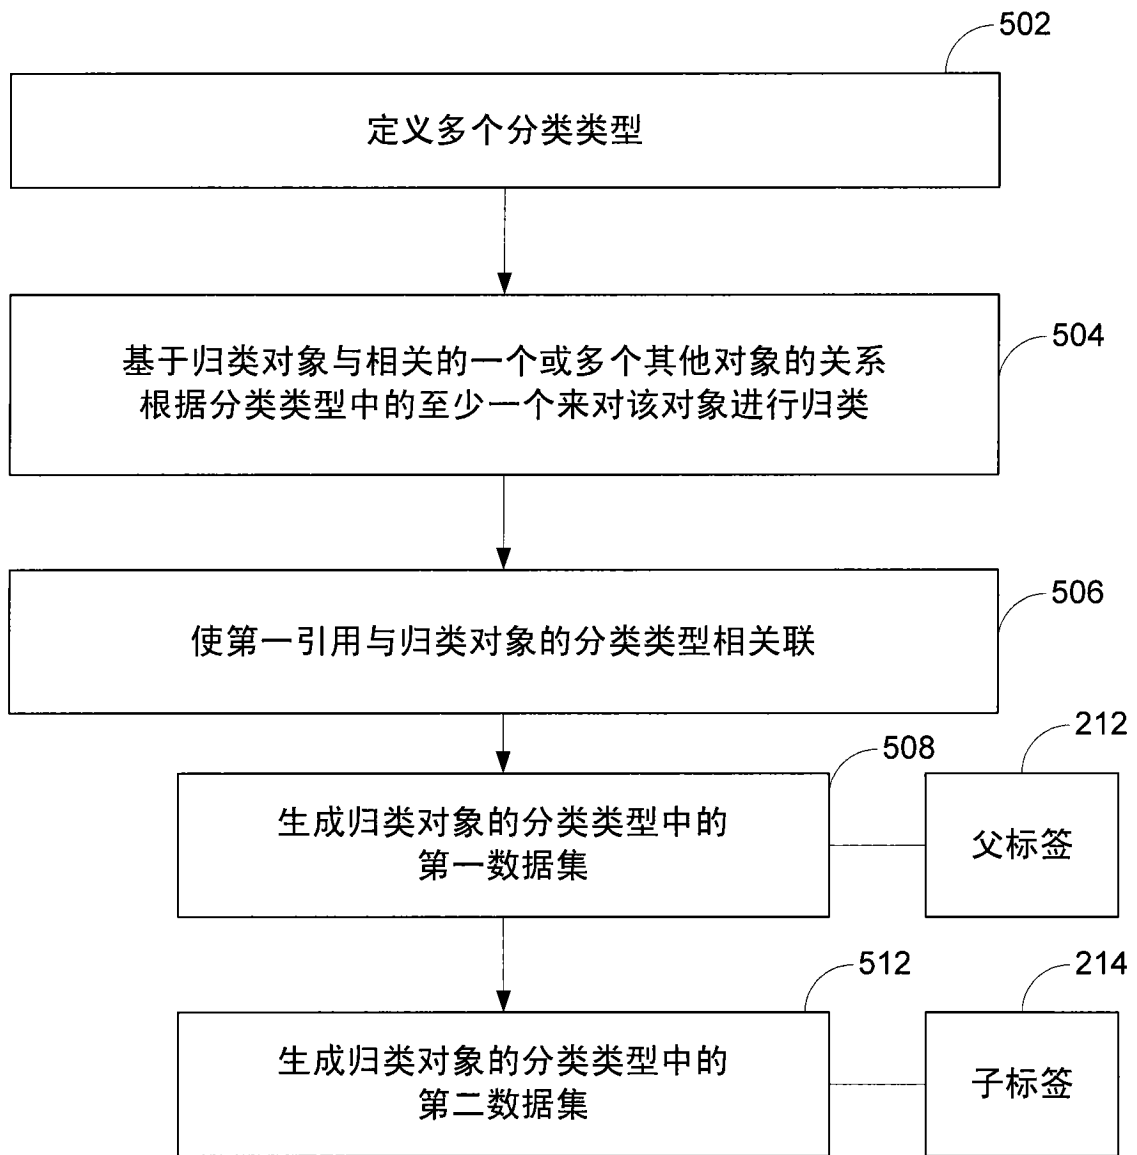 502
定义多个分类类型
504
基于归类对象与相关的一个或多个其他对象的关系
根据分类类型中的至少一个来对该对象进行归类
506
使第一引用与归类对象的分类类型相关联
508
212
生成归类对象的分类类型中的
第一数据集
父标签
512
214
生成归类对象的分类类型中的
第二数据集
子标签